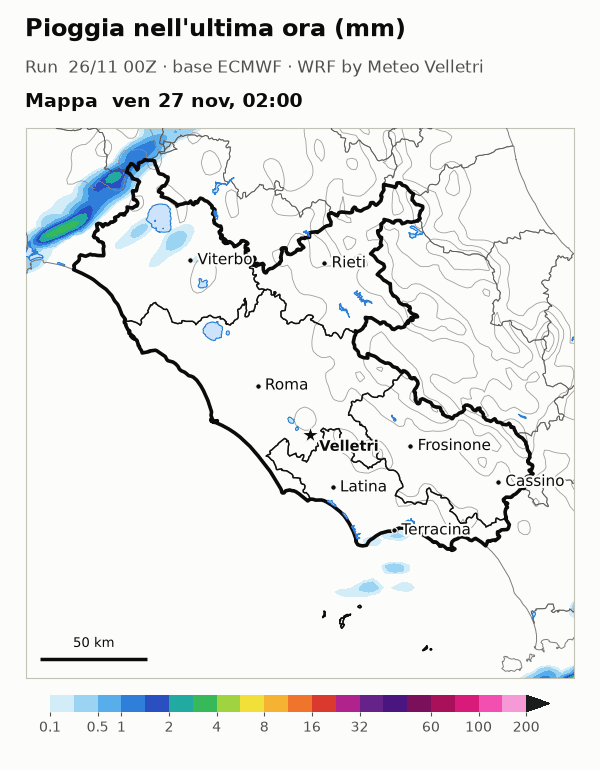 Pioggia nell'ultima ora (mm)
Run  26/11 00Z · base ECMWF · WRF by Meteo Velletri
Mappa  ven 27 nov, 02:00
Viterbo
Rieti
Roma
Velletri
Frosinone
Latina
Cassino
Terracina
50 km
0.1 0.5 1 2 4 8 16 32 60 100 200